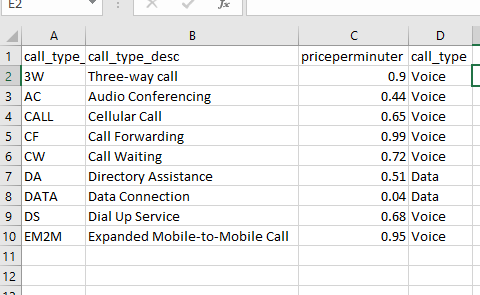 E2
A B C D
1 call_type_ call_type_desc priceperminuter call_type
2 3W Three-way call 0.9 Voice
3 AC Audio Conferencing 0.44 Voice
4 CALL Cellular Call 0.65 Voice
5 CF Call Forwarding 0.99 Voice
6 CW Call Waiting 0.72 Voice
7 DA Directory Assistance 0.51 Data
8 DATA Data Connection 0.04 Data
9 DS Dial Up Service 0.68 Voice
10 EM2M Expanded Mobile-to-Mobile Call 0.95 Voice
11
12